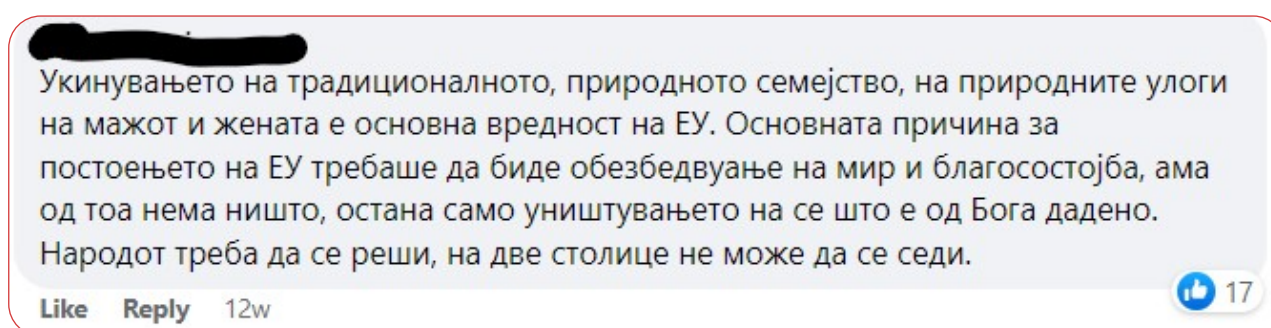 Укинувањето на традиционалното, природното семејство, на природните улоги
на мажот и жената е основна вредност на ЕУ. Основната причина за
постоењето на ЕУ требаше да биде обезбедвуање на мир и благосостојба, ама
од тоа нема ништо, остана само уништувањето на се што е од Бога дадено.
Народот треба да се реши, на две столице не може да се седи.
17
Like Reply 12w